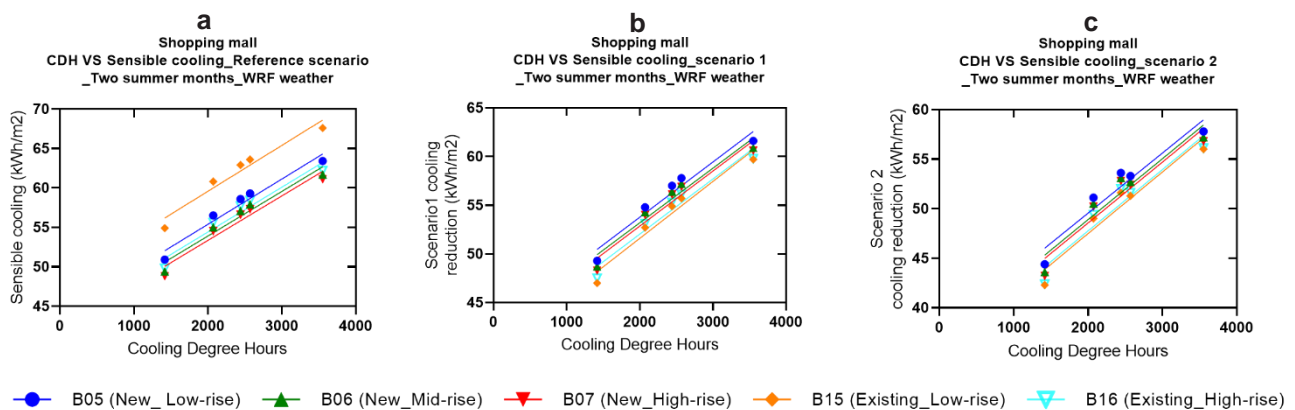 a
Shopping mall
CDH VS Sensible cooling_Reference scenario
_Two summer months_WRF weather
70
65
60
55
50
45
Sensible cooling (kWh/m2)
0
1000
2000
3000
4000
Cooling Degree Hours
b
Shopping mall
CDH VS Sensible cooling_scenario 1
_Two summer months_WRF weather
65
60
55
50
45
Scenario1 cooling
reduction (kWh/m2)
0
1000
2000
3000
4000
Cooling Degree Hours
c
Shopping mall
CDH VS Sensible cooling_scenario 2
_Two summer months_WRF weather
60
55
50
45
40
Scenario 2
cooling reduction (kWh/m2)
0
1000
2000
3000
4000
Cooling Degree Hours
B05 (New_ Low-rise)
B06 (New_Mid-rise)
B07 (New_High-rise)
B15 (Existing_Low-rise)
B16 (Existing_High-rise)